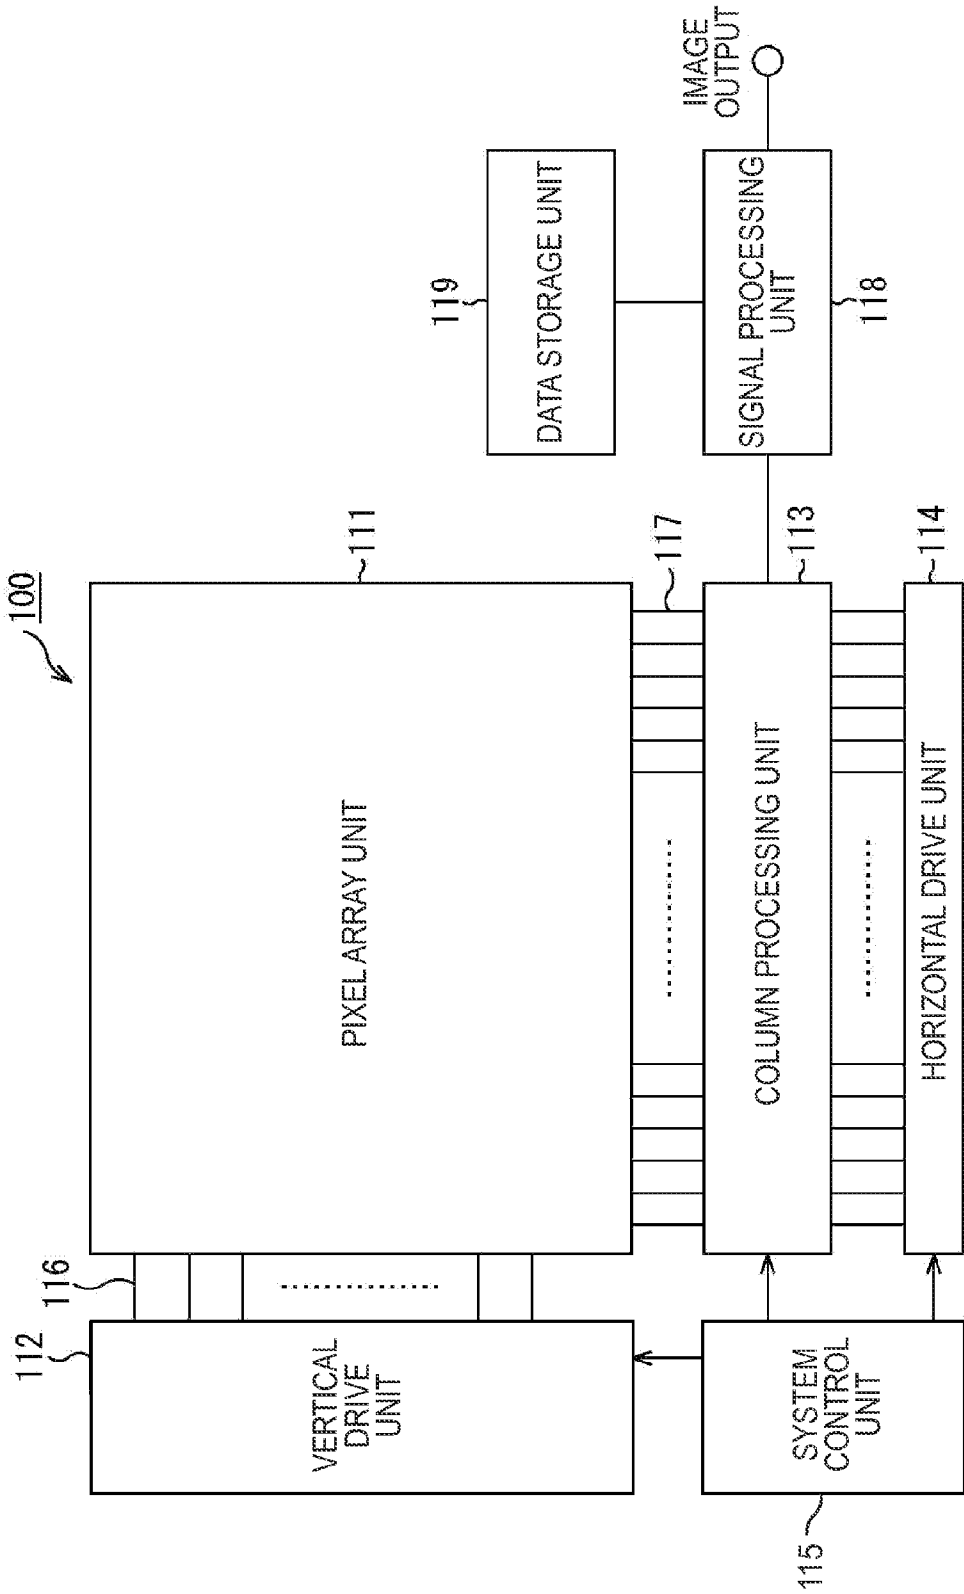 100
116
111
112
PIXEL ARRAY UNIT
VERTICAL
DRIVE
UNIT
119
DATA STORAGE UNIT
117
IMAGE
OUTPUT
SYSTEM
CONTROL
UNIT
COLUMN PROCESSING UNIT
113
SIGNAL PROCESSING
UNIT
118
115
HORIZONTAL DRIVE UNIT
114